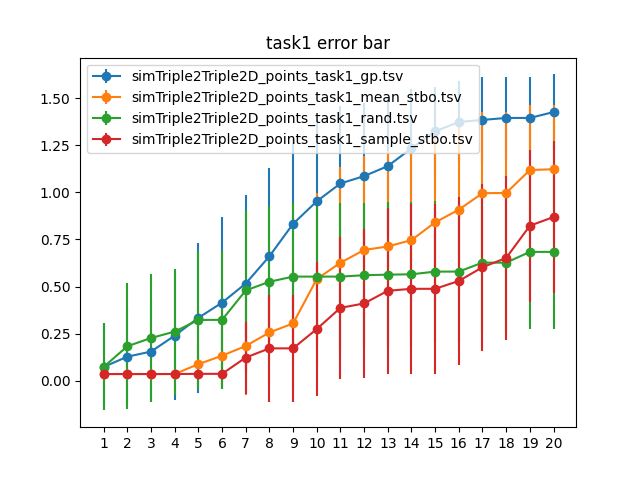 task1 error bar
simTriple2Triple2D_points_task1_gp.tsv
simTriple2Triple2D_points_task1_mean_stbo.tsv
simTriple2Triple2D_points_task1_rand.tsv
simTriple2Triple2D_points_task1_sample_stbo.tsv
1.50
1.25
1.00
0.75
0.50
0.25
0.00
1 2 3 4 5 6 7 8 9 10 11 12 13 14 15 16 17 18 19 20